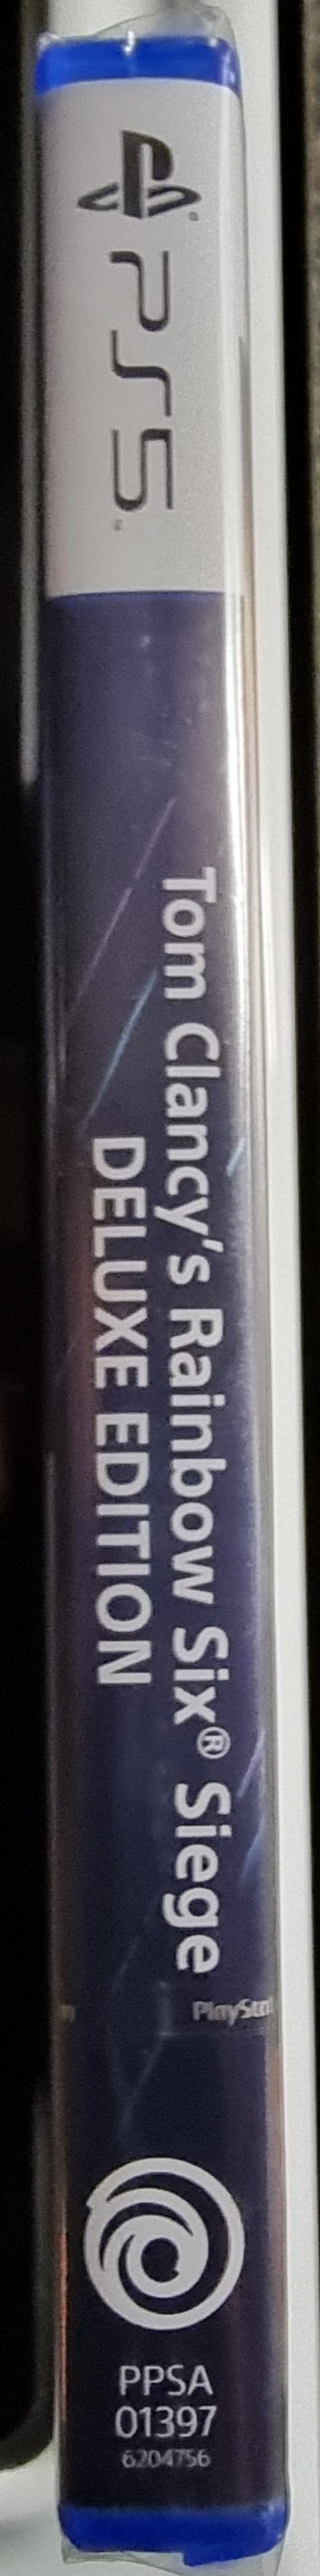 PS5
Tom Clancy's Rainbow Six® Siege
DELUXE EDITION
PPSA
01397
6204756